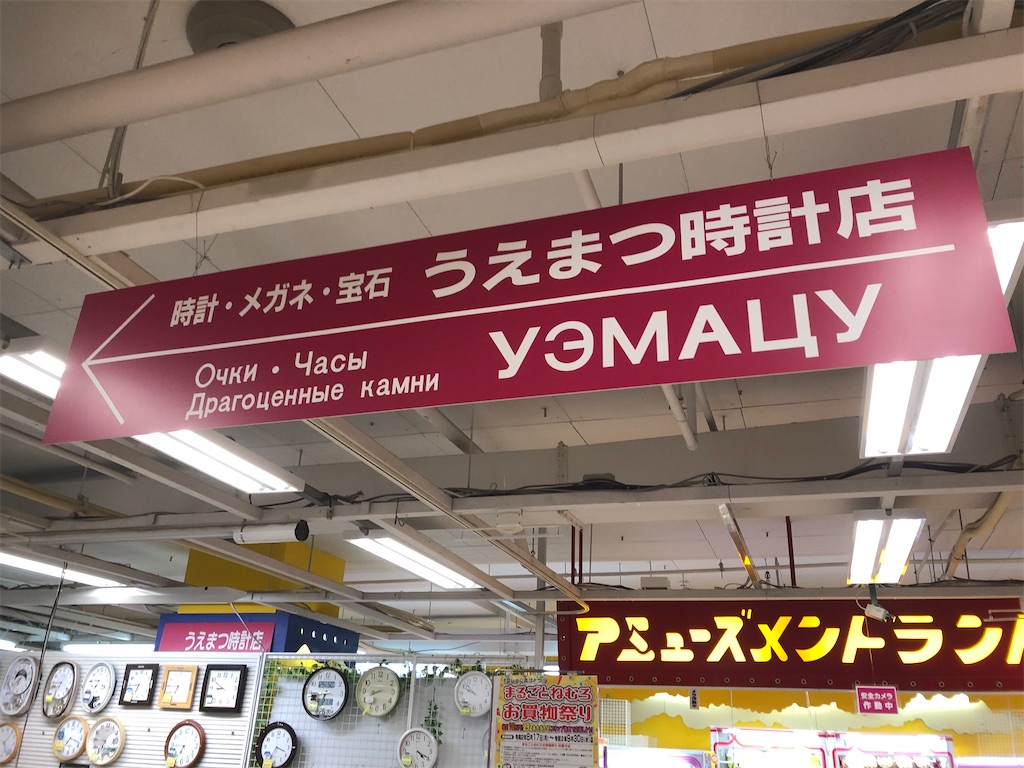 時計・メガネ・宝石 うえまつ時計店
Очки・Часы
Драгоценные камни
УЭМАЦУ
うえまつ時計店
アミューズメントランド
安全カメラ
作動中
まるごとねむろ
お買物祭り